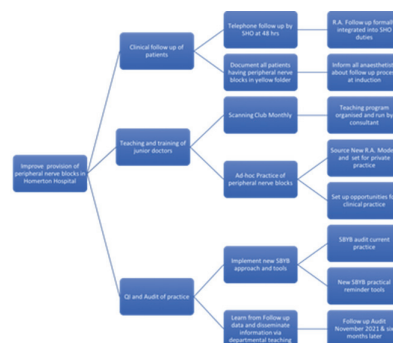 Improve provision of
peripheral nerve blocks in
Homerton Hospital
Clinical follow up of
patients
Teaching and training of
junior doctors
QI and Audit of practice
Telephone follow up by
SHO at 48 hrs
Document all patients
having peripheral nerve
blocks in yellow folder
Scanning Club Monthly
Ad-hoc Practice of
peripheral nerve blocks
Implement new SBYB
approach and tools
Learn from Follow up
data and disseminate
information via
departmental teaching
R.A. Follow up formally
integrated into SHO
duties
Inform all anaesthetists
about follow up process
at induction
Teaching program
organised and run by
consultant
Source New R.A. Model
and set for private
practice
Set up opportunities for
clinical practice
SBYB audit current
practice
New SBYB practical
reminder tools
Follow up Audit
November 2021 & six
months later